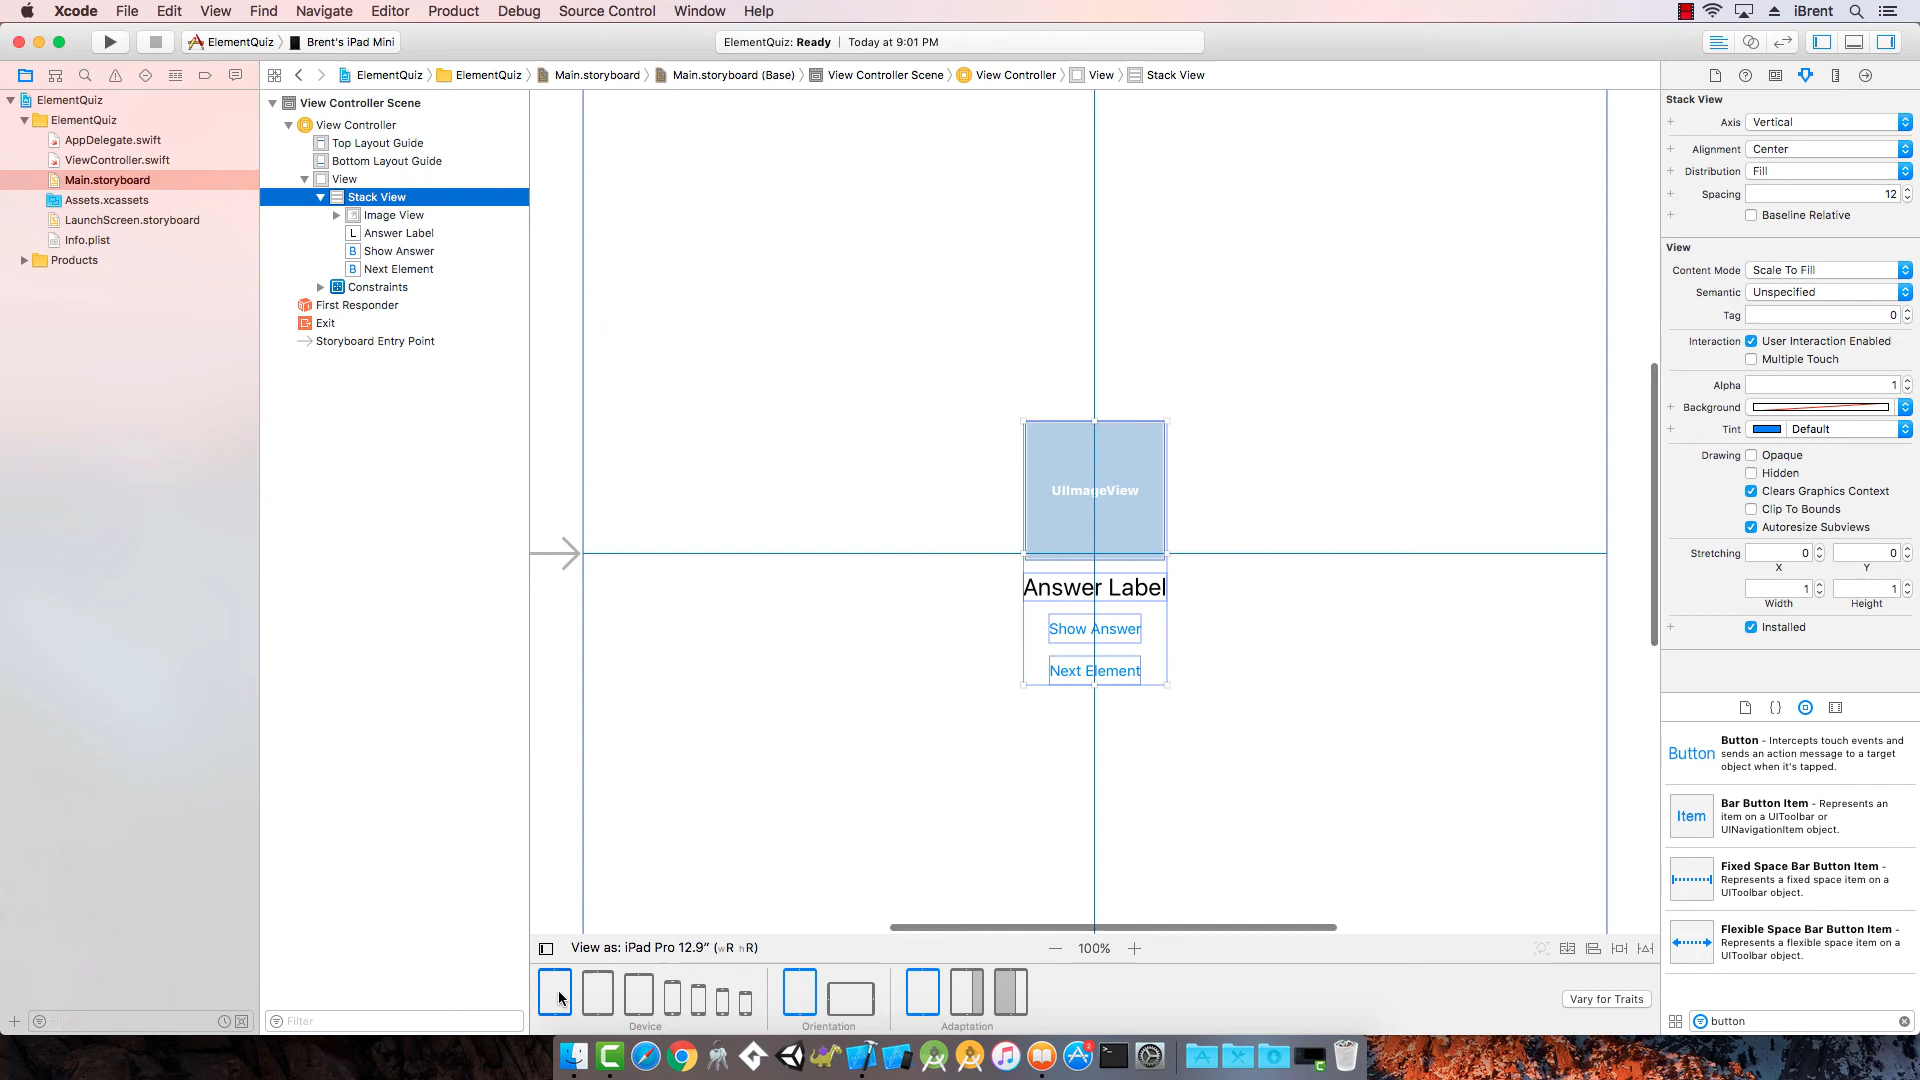 Xcode File Edit View Find Navigate Editor Product Debug Source Control Window Help iBrent
ElementQuiz Brent's iPad Mini
ElementQuiz: Ready | Today at 9:01 PM
ElementQuiz ElementQuiz Main.storyboard Main.storyboard (Base) View Controller Scene View Controller View Stack View
ElementQuiz
ElementQuiz
AppDelegate.swift
ViewController.swift
Main.storyboard
Assets.xcassets
LaunchScreen.storyboard
Info.plist
Products
Filter
View Controller Scene
View Controller
Top Layout Guide
Bottom Layout Guide
View
Stack View
Image View
L Answer Label
B Show Answer
B Next Element
Constraints
First Responder
Exit
Storyboard Entry Point
Filter
UIImageView
Answer Label
Show Answer
Next Element
View as: iPad Pro 12.9" (wR hR)
100%
Device
Orientation
Adaptation
Vary for Traits
Stack View
Axis Vertical
Alignment Center
Distribution Fill
Spacing 12
Baseline Relative
View
Content Mode Scale To Fill
Semantic Unspecified
Tag 0
Interaction User Interaction Enabled
Multiple Touch
Alpha 1
Background
Tint Default
Drawing Opaque
Hidden
Clears Graphics Context
Clip To Bounds
Autoresize Subviews
Stretching 0 0
X Y
1 1
Width Height
Installed
Button
Button - Intercepts touch events and
sends an action message to a target
object when it's tapped.
Item
Bar Button Item - Represents an
item on a UIToolbar or
UINavigationItem object.
Fixed Space Bar Button Item -
Represents a fixed space item on a
UIToolbar object.
Flexible Space Bar Button Item -
Represents a flexible space item on a
UIToolbar object.
button
2